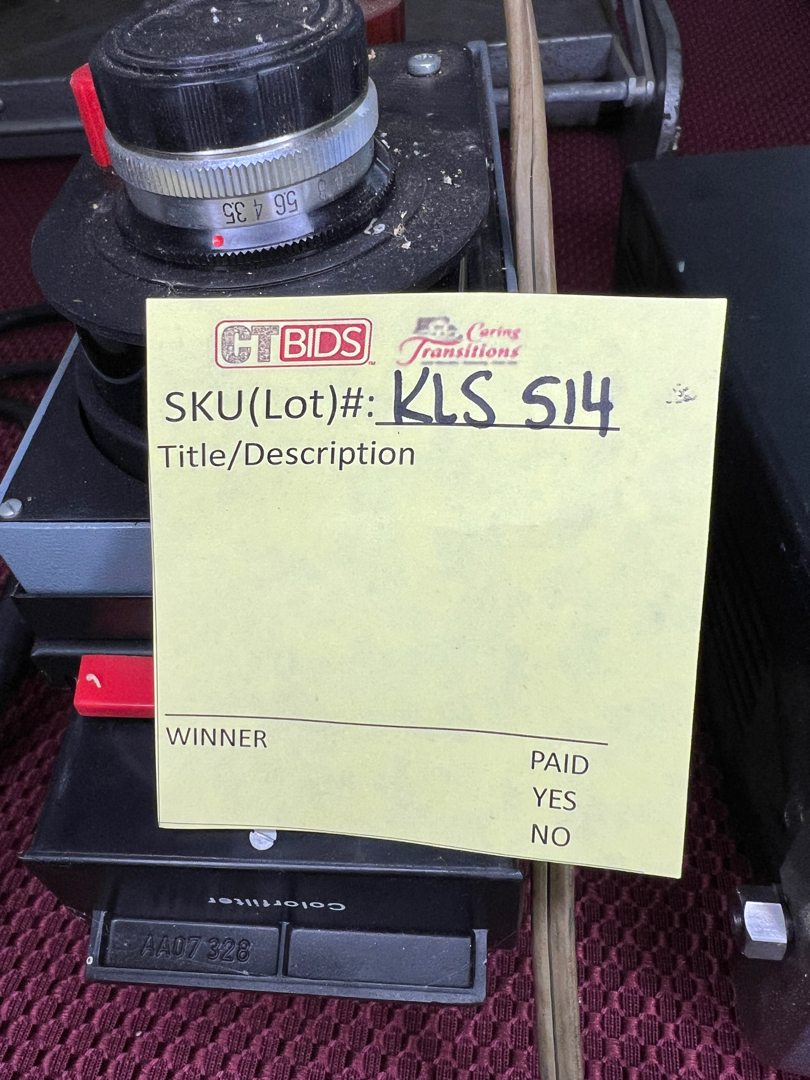 5.6 4 3.5
CTBIDS™ Caring Transitions
SKU(Lot)#: KLS 514
Title/Description
WINNER
PAID
YES
NO
Colorfilter
AA07 328